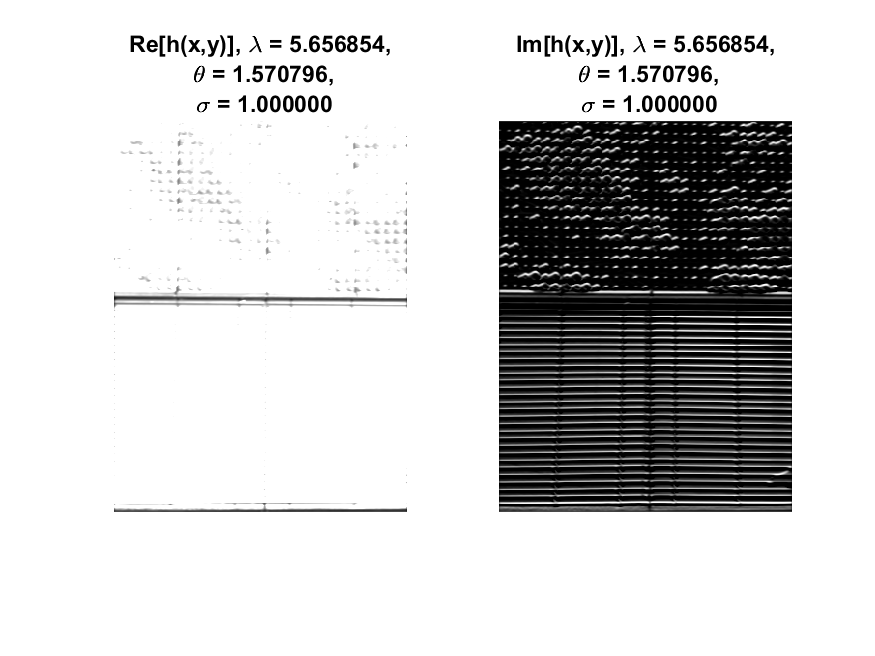 Re[h(x,y)], λ = 5.656854,
θ = 1.570796,
σ = 1.000000
Im[h(x,y)], λ = 5.656854,
θ = 1.570796,
σ = 1.000000